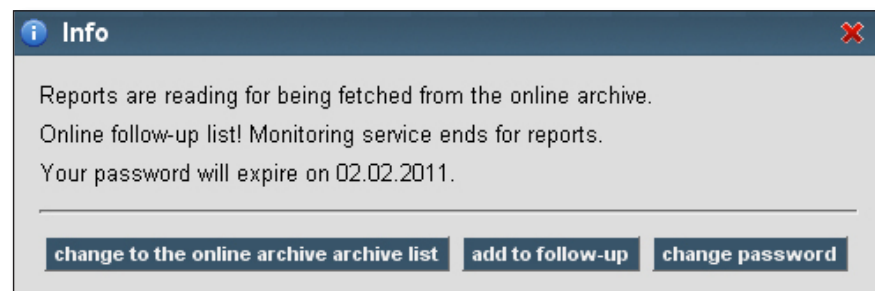 Info
Reports are reading for being fetched from the online archive.
Online follow-up list! Monitoring service ends for reports.
Your password will expire on 02.02.2011.
change to the online archive archive list add to follow-up change password